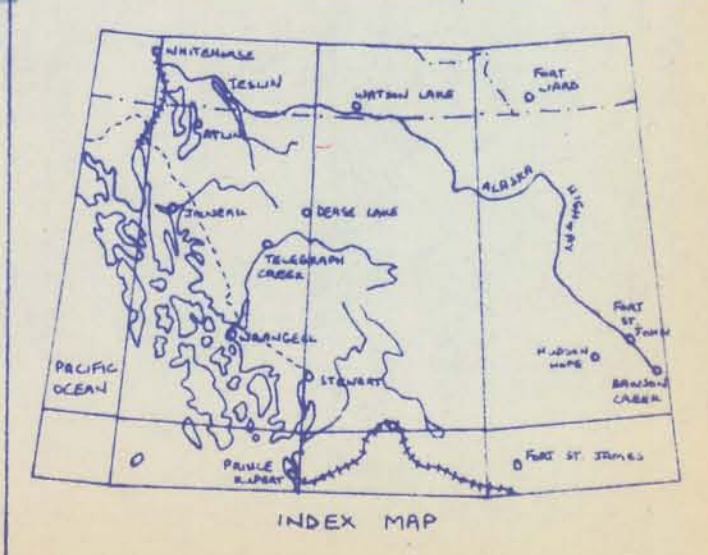 WHITEHORSE
TESLIN
WATSON LAKE
FORT
LIARD
ATLIN
ALASKA
HIGHWAY
JUNEAU
DEASE LAKE
TELEGRAPH
CREEK
WRANGELL
FORT
ST.
JOHN
HUDSON
HOPE
PACIFIC
OCEAN
STEWART
DAWSON
CREEK
PRINCE
RUPERT
FORT ST. JAMES
INDEX MAP